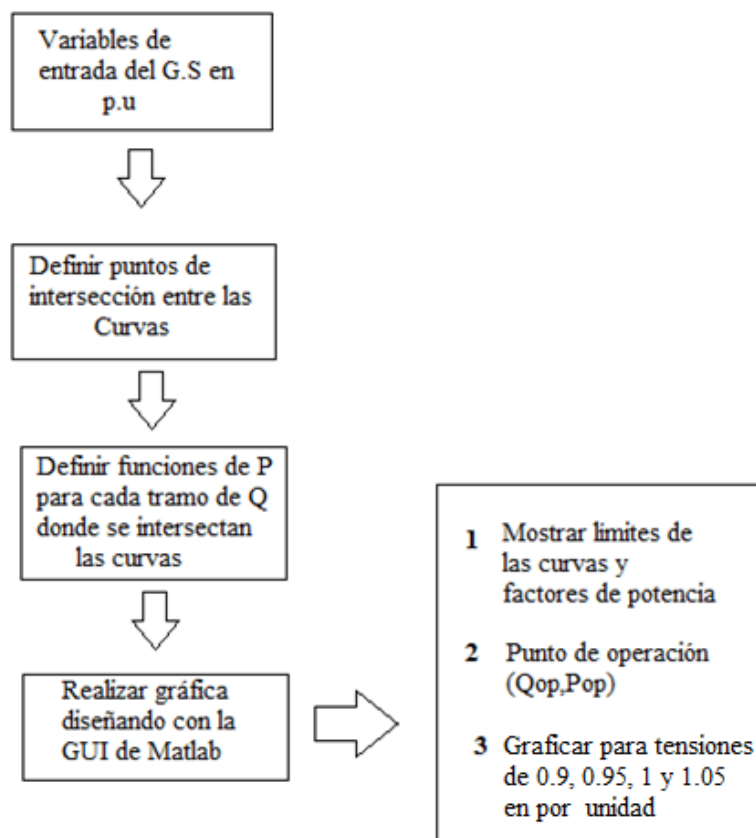 Variables de
entrada del G.S en
p.u
Definir puntos de
intersección entre las
Curvas
Definir funciones de P
para cada tramo de Q
donde se intersectan
las curvas
Realizar gráfica
diseñando con la
GUI de Matlab
1 Mostrar limites de
las curvas y
factores de potencia
2 Punto de operación
(Qop,Pop)
3 Graficar para tensiones
de 0.9, 0.95, 1 y 1.05
en por unidad